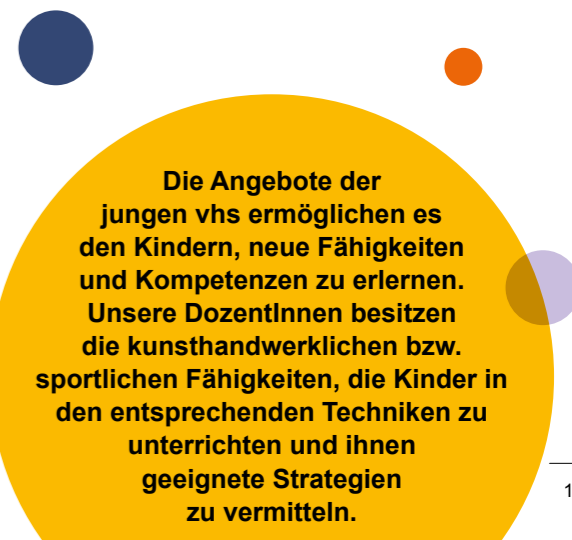 Die Angebote der
jungen vhs ermöglichen es
den Kindern, neue Fähigkeiten
und Kompetenzen zu erlernen.
Unsere DozentInnen besitzen
die kunsthandwerklichen bzw.
sportlichen Fähigkeiten, die Kinder in
den entsprechenden Techniken zu
unterrichten und ihnen
geeignete Strategien
zu vermitteln.
1